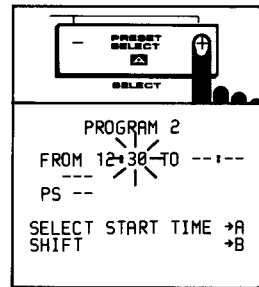 PRESET
- SELECT +
SELECT
PROGRAM 2
FROM 12:30 TO --:--
---
PS --
SELECT START TIME →A
SHIFT →B